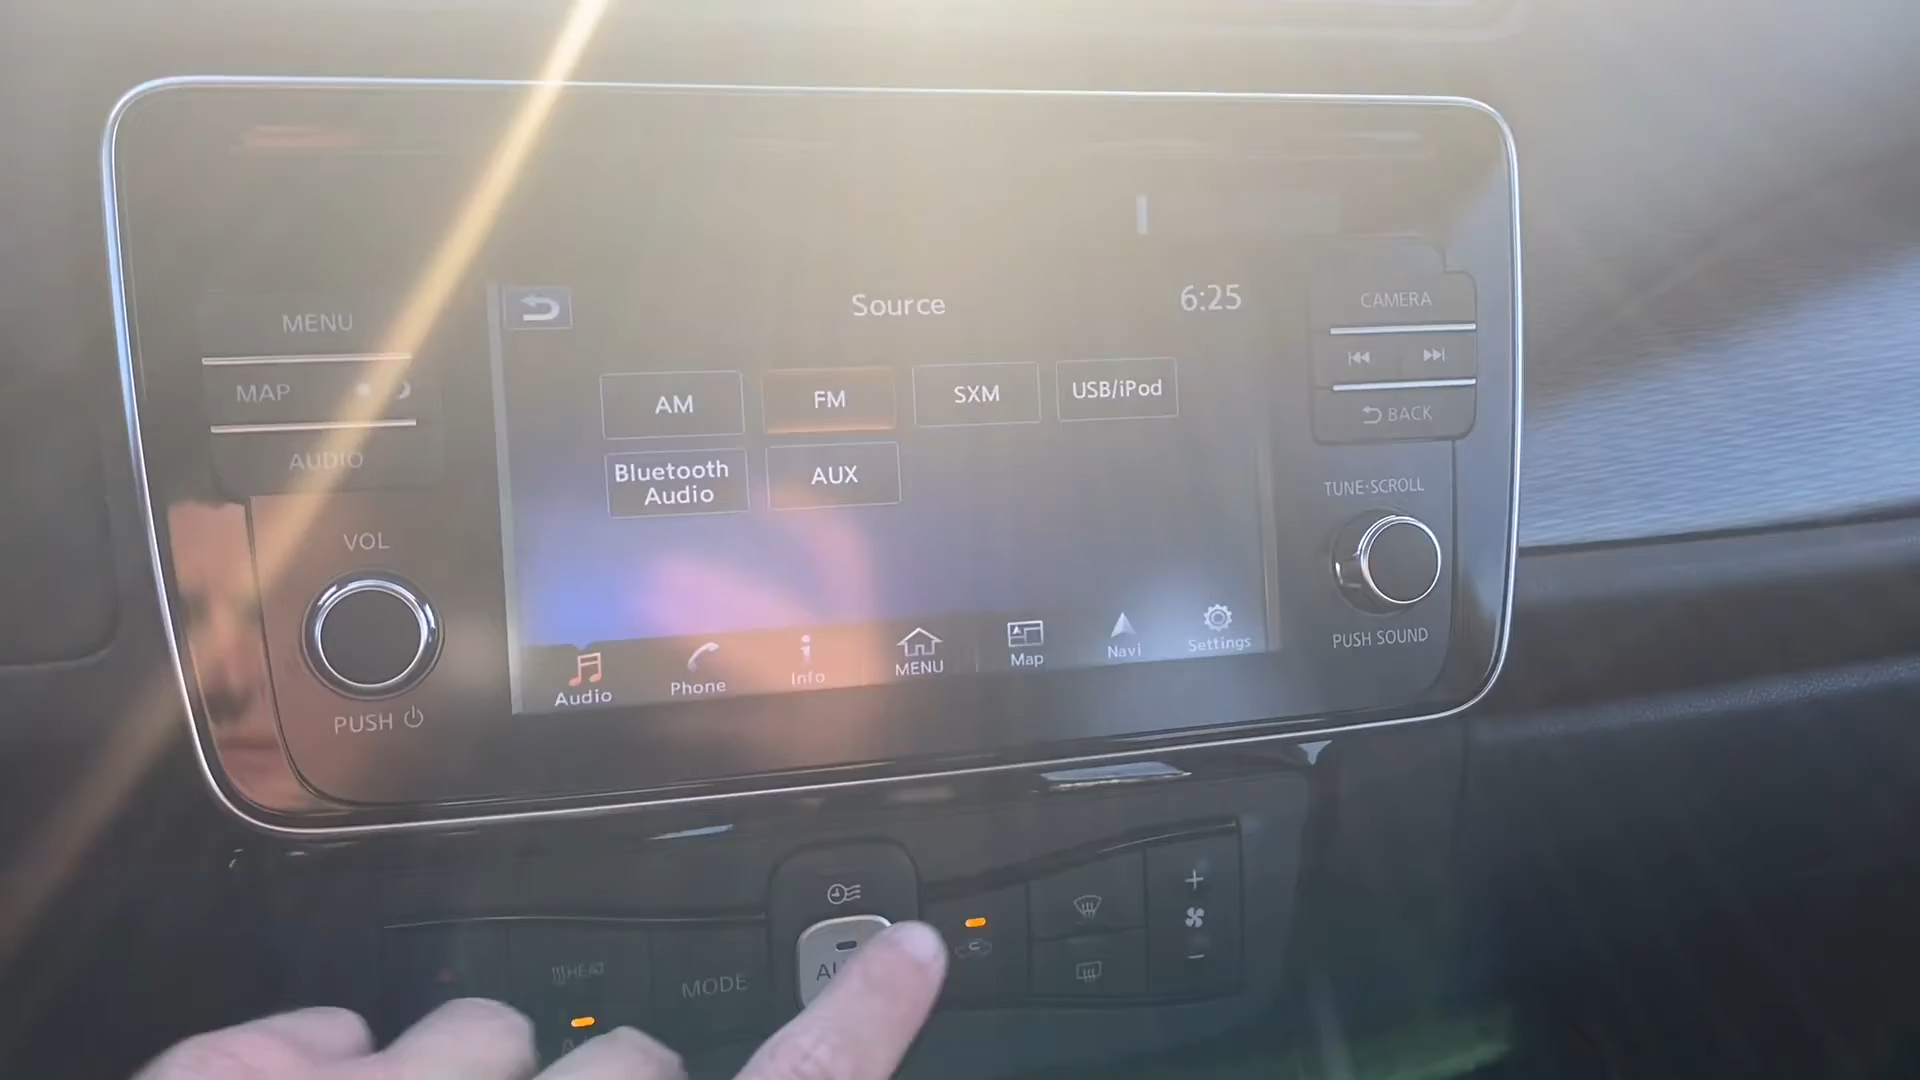 Source
6:25
AM
FM
SXM
USB/iPod
Bluetooth
Audio
AUX
Audio
Phone
Info
MENU
Map
Navi
Settings
MENU
MAP
AUDIO
VOL
PUSH
CAMERA
BACK
TUNE·SCROLL
PUSH SOUND
HEAT
MODE